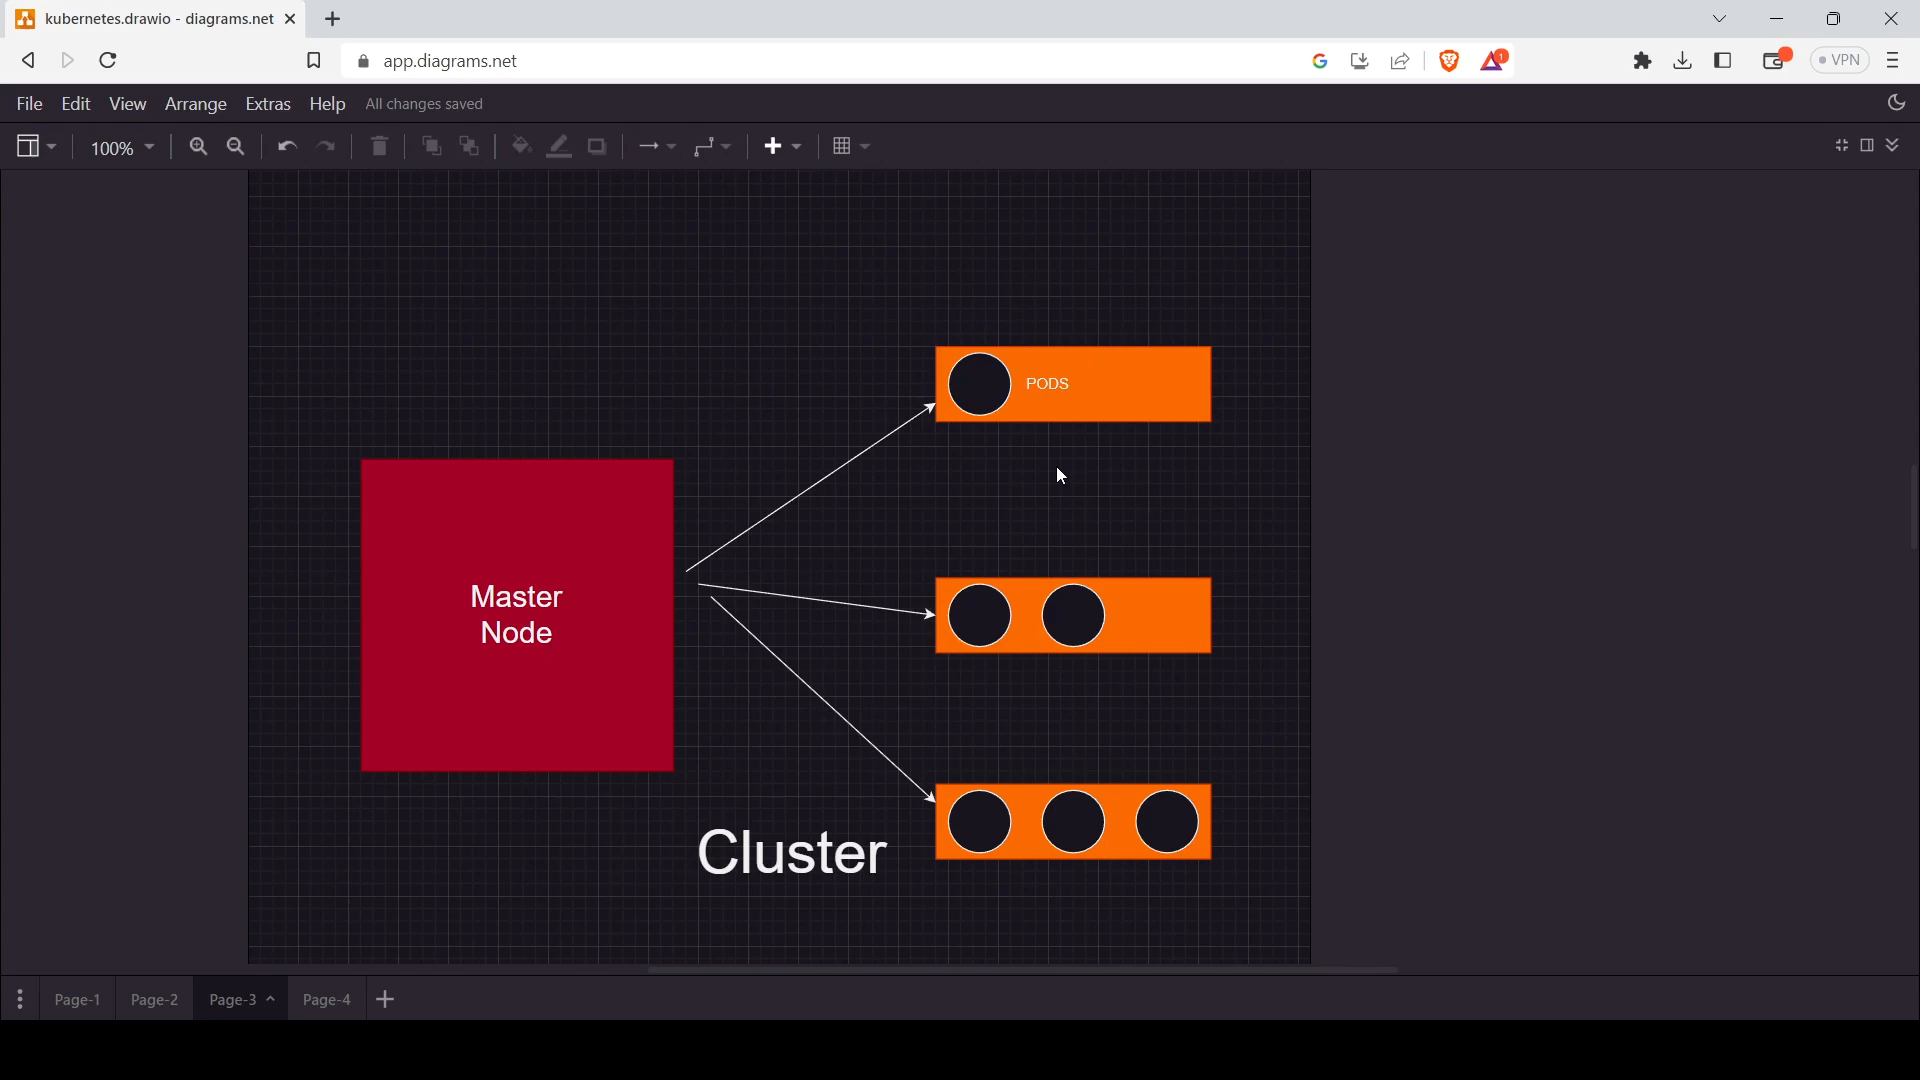 kubernetes.drawio - diagrams.net
app.diagrams.net
1
VPN
File Edit View Arrange Extras Help All changes saved
100%
PODS
Master
Node
Cluster
Page-1 Page-2 Page-3 Page-4